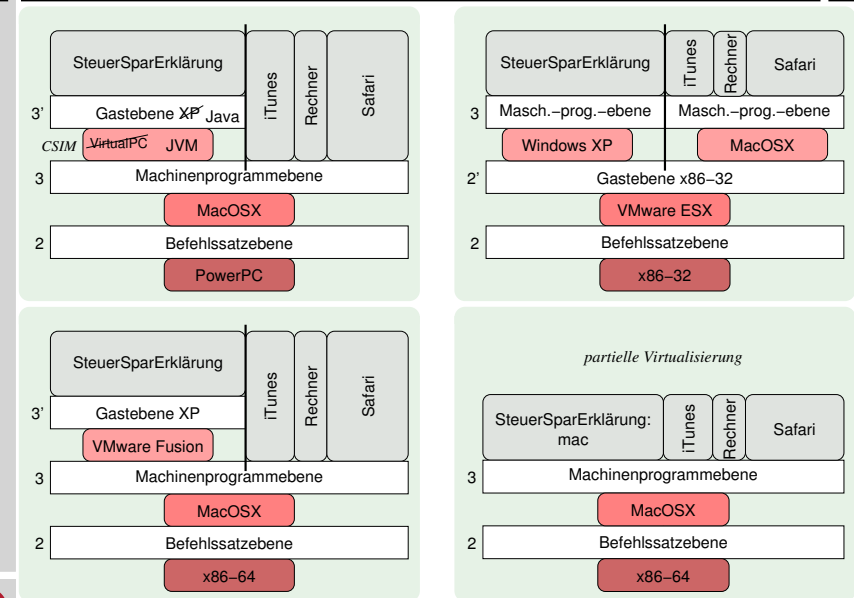 SteuerSparErklärung
iTunes
Rechner
Safari
3' Gastebene XP Java
CSIM VirtualPC JVM
3 Machinenprogrammebene
MacOSX
2 Befehlssatzebene
PowerPC
SteuerSparErklärung
iTunes
Rechner
Safari
3 Masch.−prog.−ebene Masch.−prog.−ebene
Windows XP MacOSX
2' Gastebene x86−32
VMware ESX
2 Befehlssatzebene
x86−32
SteuerSparErklärung
iTunes
Rechner
Safari
3' Gastebene XP
VMware Fusion
3 Machinenprogrammebene
MacOSX
2 Befehlssatzebene
x86−64
partielle Virtualisierung
SteuerSparErklärung:
mac
iTunes
Rechner
Safari
3 Machinenprogrammebene
MacOSX
2 Befehlssatzebene
x86−64